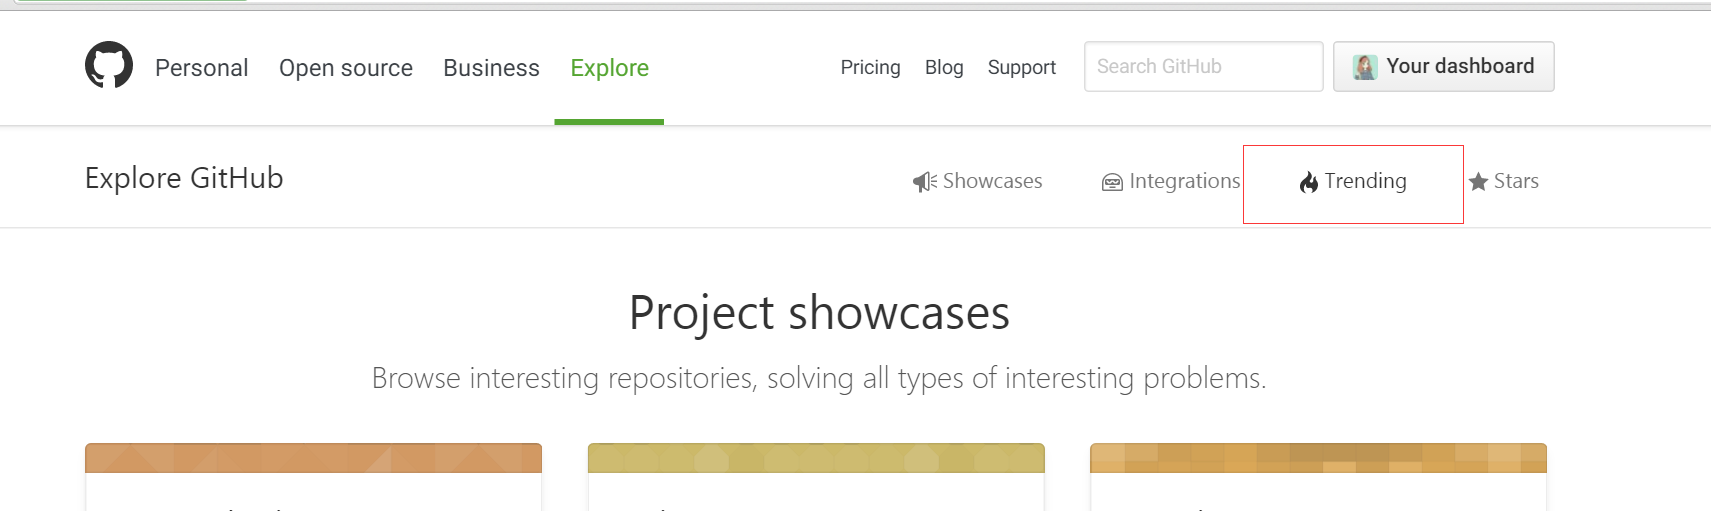 Personal Open source Business Explore Pricing Blog Support Search GitHub Your dashboard
Explore GitHub Showcases Integrations Trending Stars
Project showcases
Browse interesting repositories, solving all types of interesting problems.